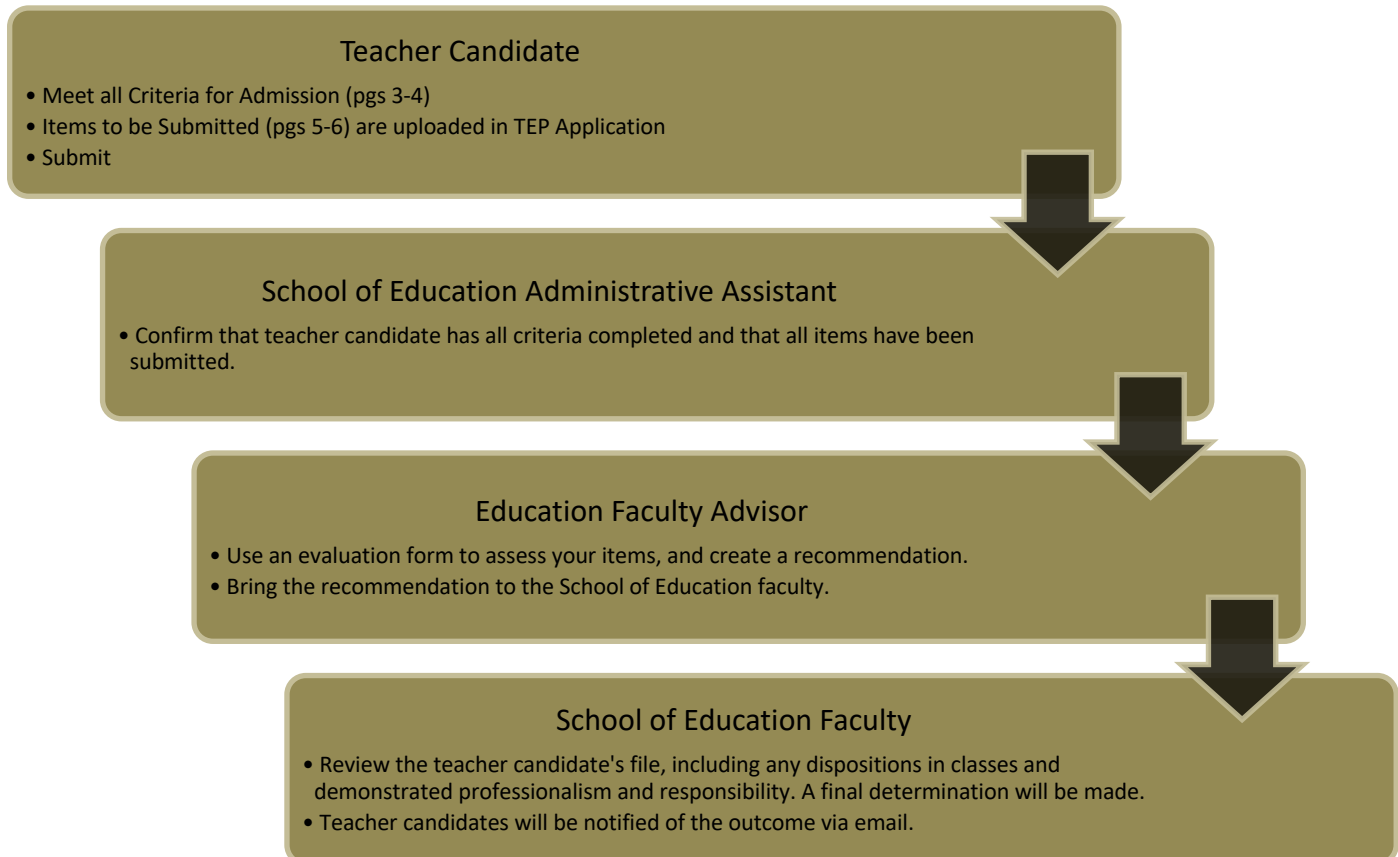 Teacher Candidate
• Meet all Criteria for Admission (pgs 3-4)
• Items to be Submitted (pgs 5-6) are uploaded in TEP Application
• Submit
School of Education Administrative Assistant
• Confirm that teacher candidate has all criteria completed and that all items have been
submitted.
Education Faculty Advisor
• Use an evaluation form to assess your items, and create a recommendation.
• Bring the recommendation to the School of Education faculty.
School of Education Faculty
• Review the teacher candidate's file, including any dispositions in classes and
demonstrated professionalism and responsibility. A final determination will be made.
• Teacher candidates will be notified of the outcome via email.